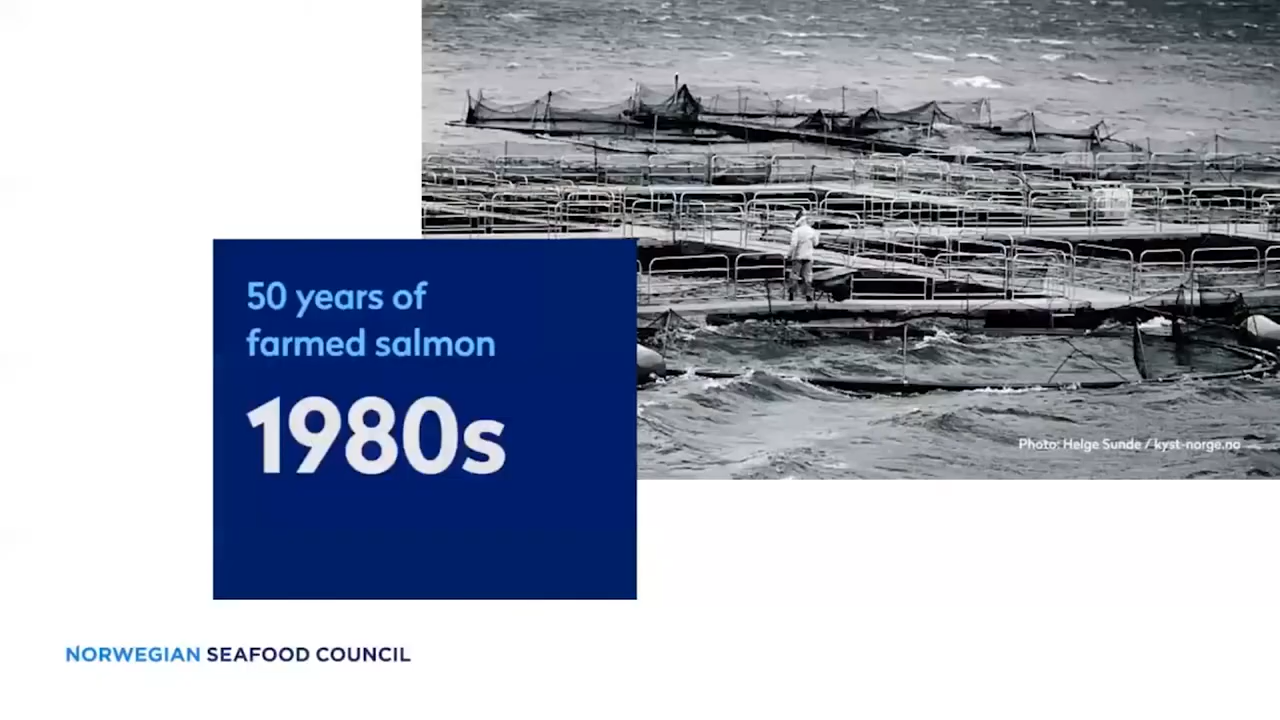 50 years of
farmed salmon
1980s
Photo: Helge Sunde / kyst-norge.no
NORWEGIAN SEAFOOD COUNCIL